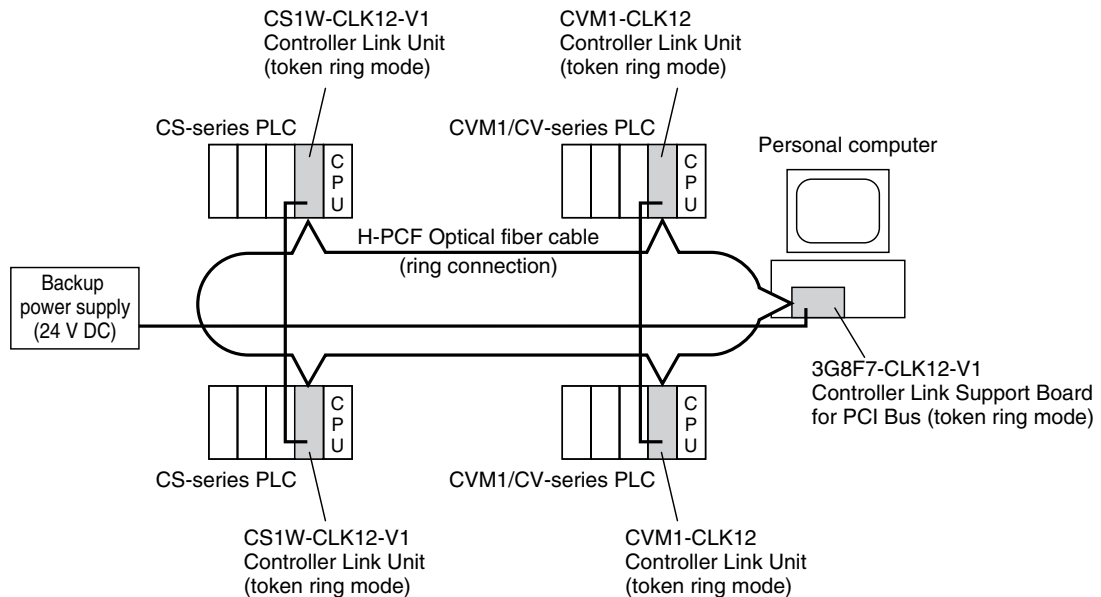 CS1W-CLK12-V1
Controller Link Unit
(token ring mode)
CVM1-CLK12
Controller Link Unit
(token ring mode)
CS-series PLC
CVM1/CV-series PLC
Personal computer
C
P
U
C
P
U
H-PCF Optical fiber cable
(ring connection)
Backup
power supply
(24 V DC)
3G8F7-CLK12-V1
Controller Link Support Board
for PCI Bus (token ring mode)
C
P
U
C
P
U
CS-series PLC
CVM1/CV-series PLC
CS1W-CLK12-V1
Controller Link Unit
(token ring mode)
CVM1-CLK12
Controller Link Unit
(token ring mode)